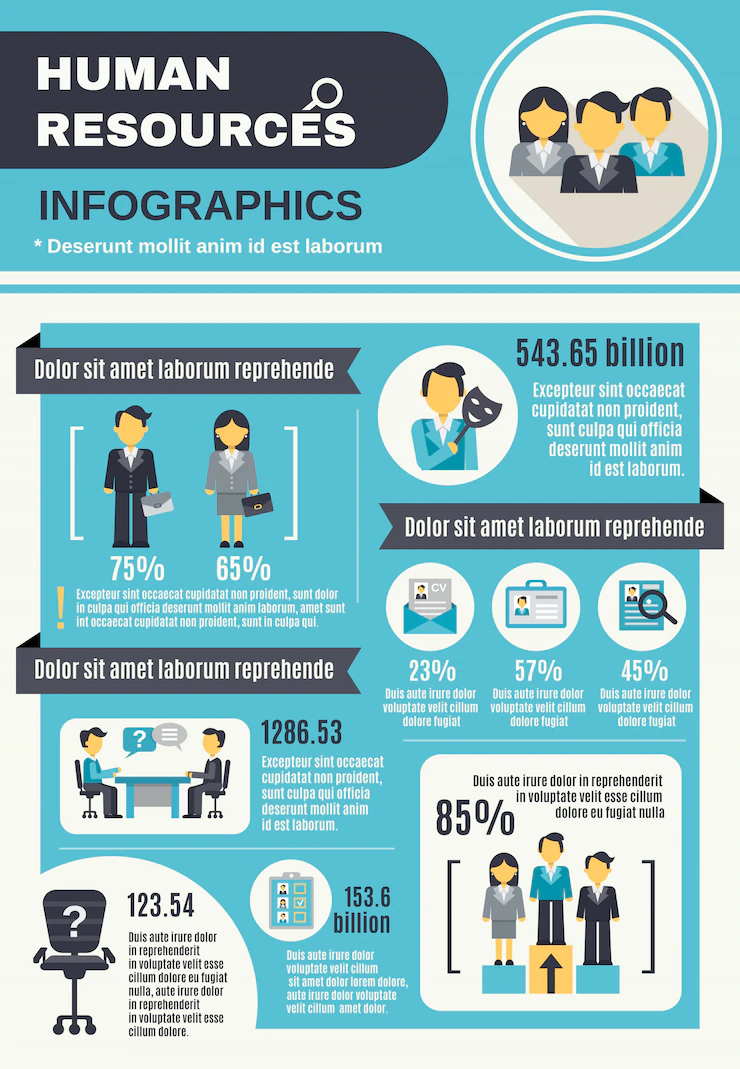 HUMAN
RESOURCES
INFOGRAPHICS
* Deserunt mollit anim id est laborum
Dolor sit amet laborum reprehende
75%
65%
!
Excepteur sint occaecat cupidatat non proident, sunt dolor
in culpa qui officia deserunt mollit anim laborum, amet sunt
int occaecat cupidatat non proident, sunt in culpa qui.
543.65 billion
Excepteur sint occaecat
cupidatat non proident,
sunt culpa qui officia
deserunt mollit anim
id est laborum.
Dolor sit amet laborum reprehende
CV
23%
Duis aute irure dolor
voluptate velit cillum
dolore fugiat
57%
Duis aute irure dolor
voluptate velit cillum
dolore fugiat
45%
Duis aute irure dolor
voluptate velit cillum
dolore fugiat
Dolor sit amet laborum reprehende
?
1286.53
Excepteur sint occaecat
cupidatat non proident,
sunt culpa qui officia
deserunt mollit anim
id est laborum.
Duis aute irure dolor in reprehenderit
in voluptate velit esse cillum
dolore eu fugiat nulla
85%
?
123.54
Duis aute irure dolor
in reprehenderit
in voluptate velit esse
cillum dolore eu fugiat
nulla, aute irure dolor
in reprehenderit
in voluptate velit esse
cillum dolore.
153.6
billion
Duis aute irure dolor
voluptate velit cillum
sit amet dolor lorem dolore,
aute irure dolor voluptate
velit cillum amet dolor.